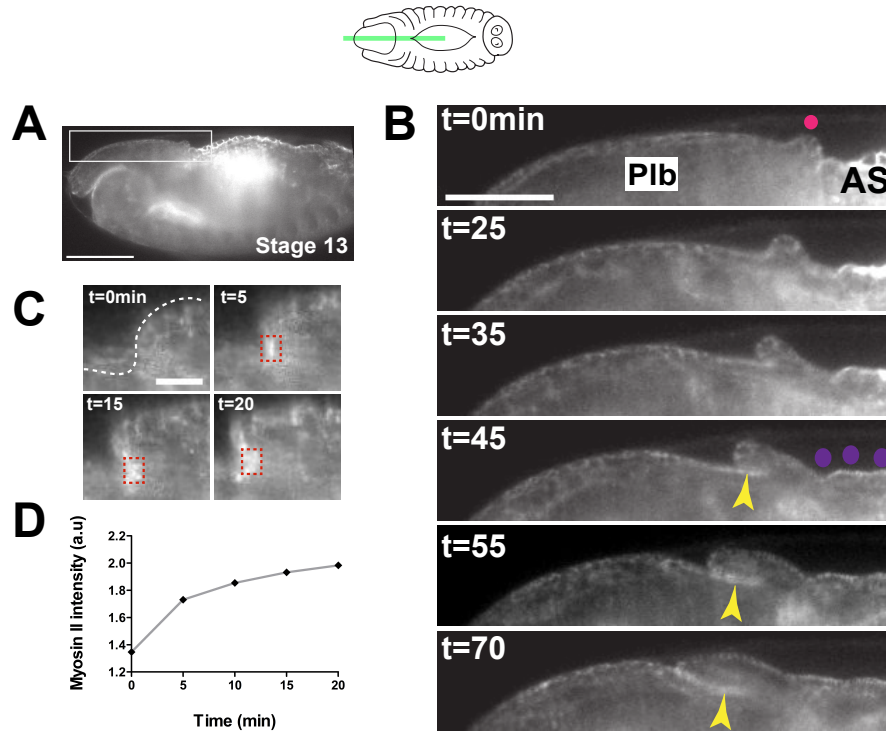 A
Stage 13
B
t=0min
Plb
AS
t=25
t=35
t=45
t=55
t=70
C
t=0min
t=5
t=15
t=20
D
Myosin II intensity (a.u)
2.2
2.0
1.8
1.6
1.4
1.2
0
5
10
15
20
Time (min)